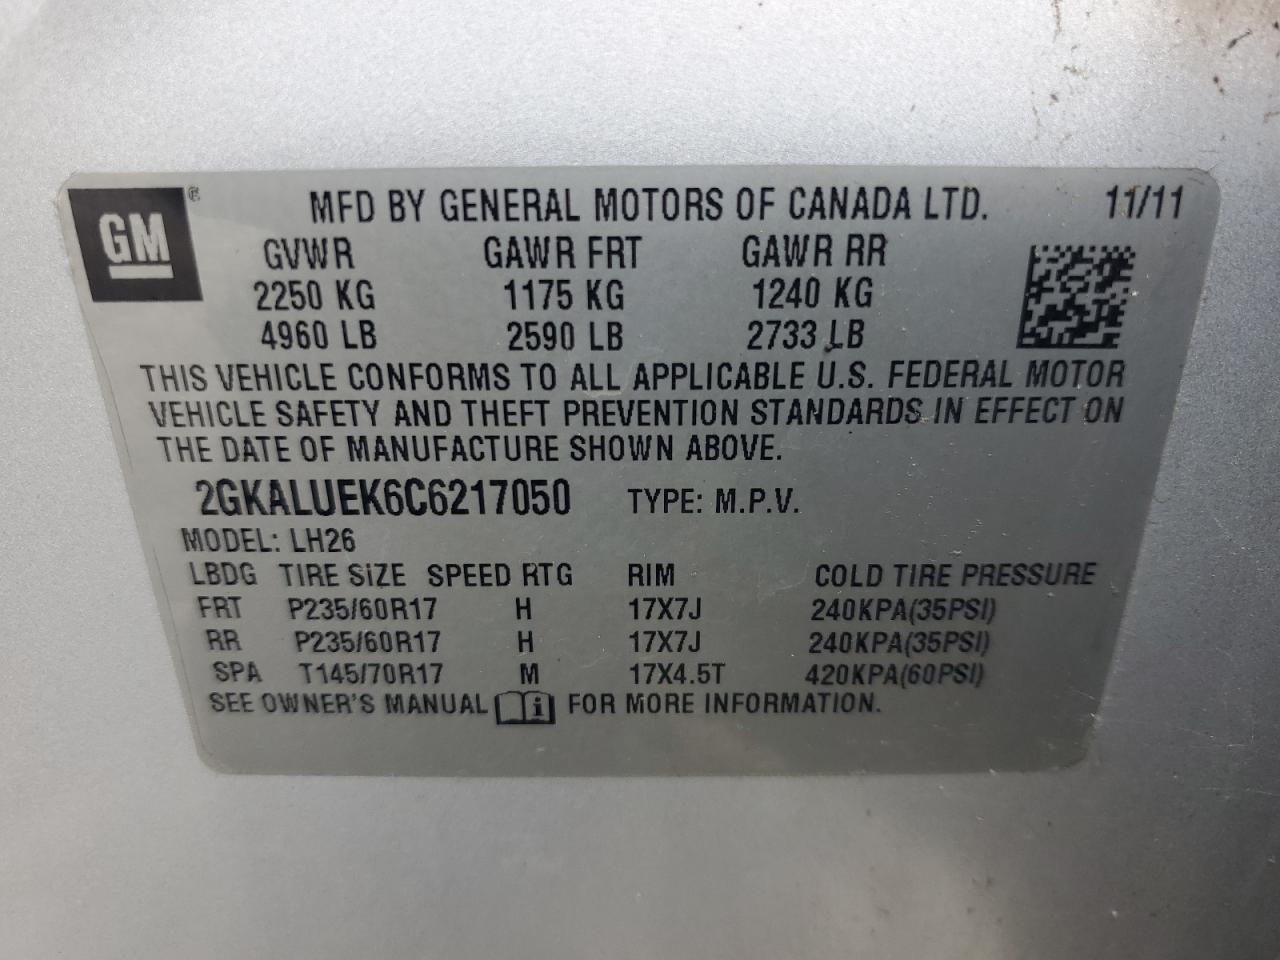 GM ® MFD BY GENERAL MOTORS OF CANADA LTD. 11/11
GVWR GAWR FRT GAWR RR
2250 KG 1175 KG 1240 KG
4960 LB 2590 LB 2733 LB
THIS VEHICLE CONFORMS TO ALL APPLICABLE U.S. FEDERAL MOTOR
VEHICLE SAFETY AND THEFT PREVENTION STANDARDS IN EFFECT ON
THE DATE OF MANUFACTURE SHOWN ABOVE.
2GKALUEK6C6217050 TYPE: M.P.V.
MODEL: LH26
LBDG TIRE SIZE SPEED RTG RIM COLD TIRE PRESSURE
FRT P235/60R17 H 17X7J 240KPA(35PSI)
RR P235/60R17 H 17X7J 240KPA(35PSI)
SPA T145/70R17 M 17X4.5T 420KPA(60PSI)
SEE OWNER'S MANUAL i FOR MORE INFORMATION.